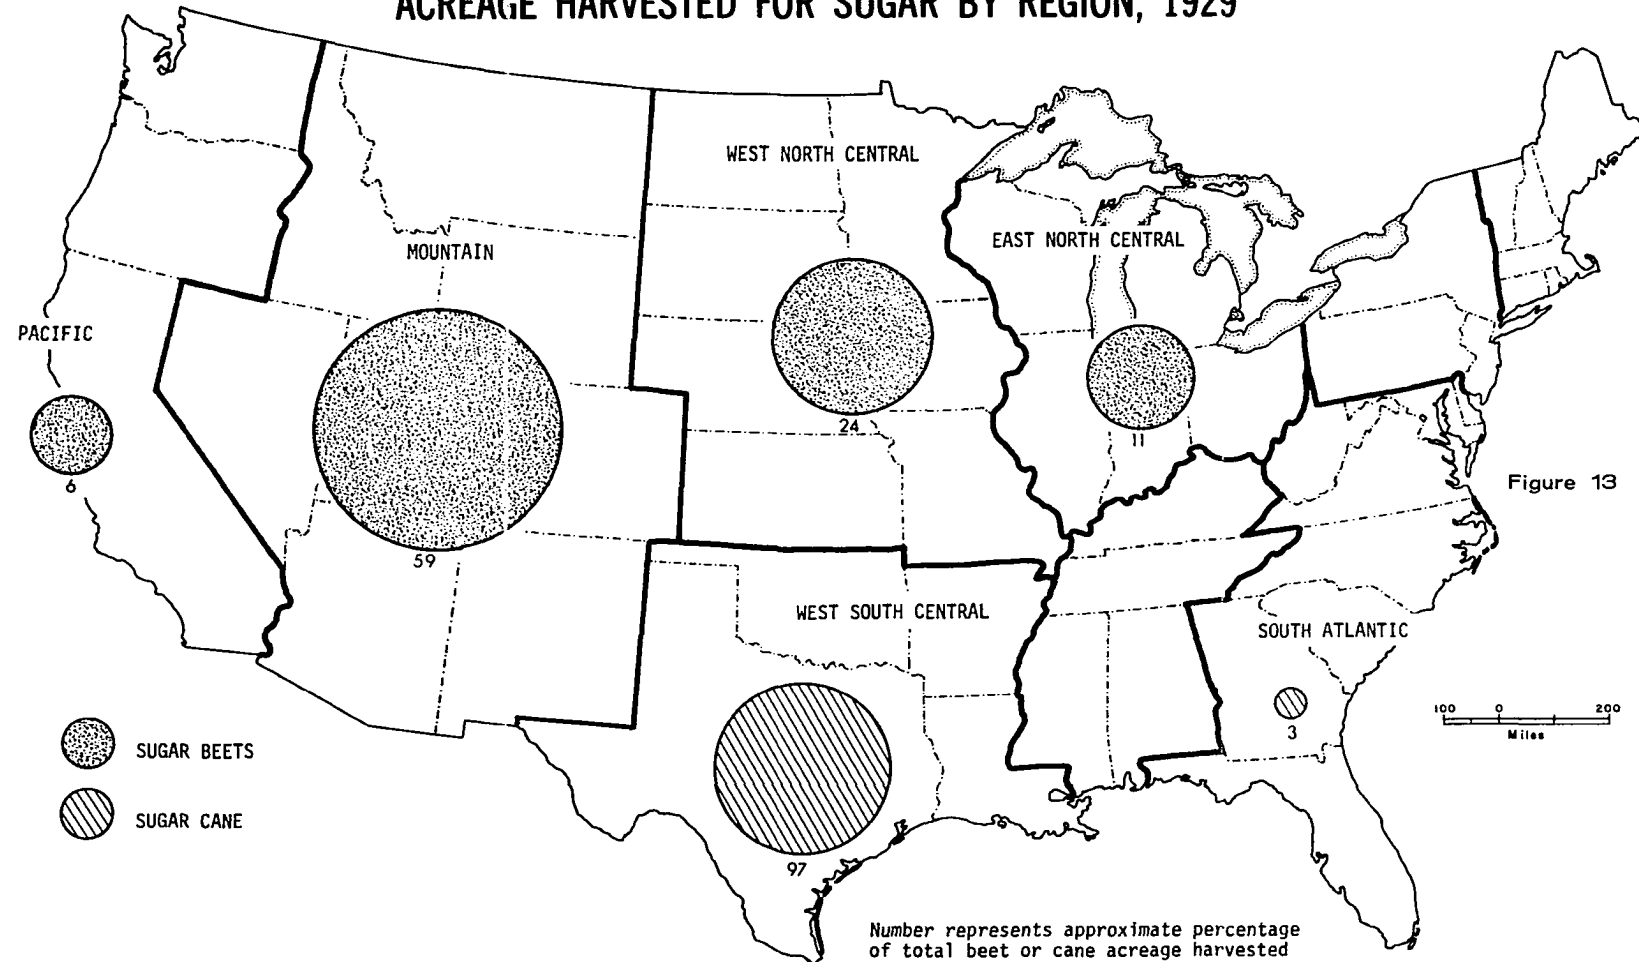 ACREAGE HARVESTED FOR SUGAR BY REGION, 1929
WEST NORTH CENTRAL
EAST NORTH CENTRAL
MOUNTAIN
PACIFIC
24
11
6
Figure 13
59
WEST SOUTH CENTRAL
SOUTH ATLANTIC
100 0 200
Miles
3
SUGAR BEETS
SUGAR CANE
97
Number represents approximate percentage
of total beet or cane acreage harvested